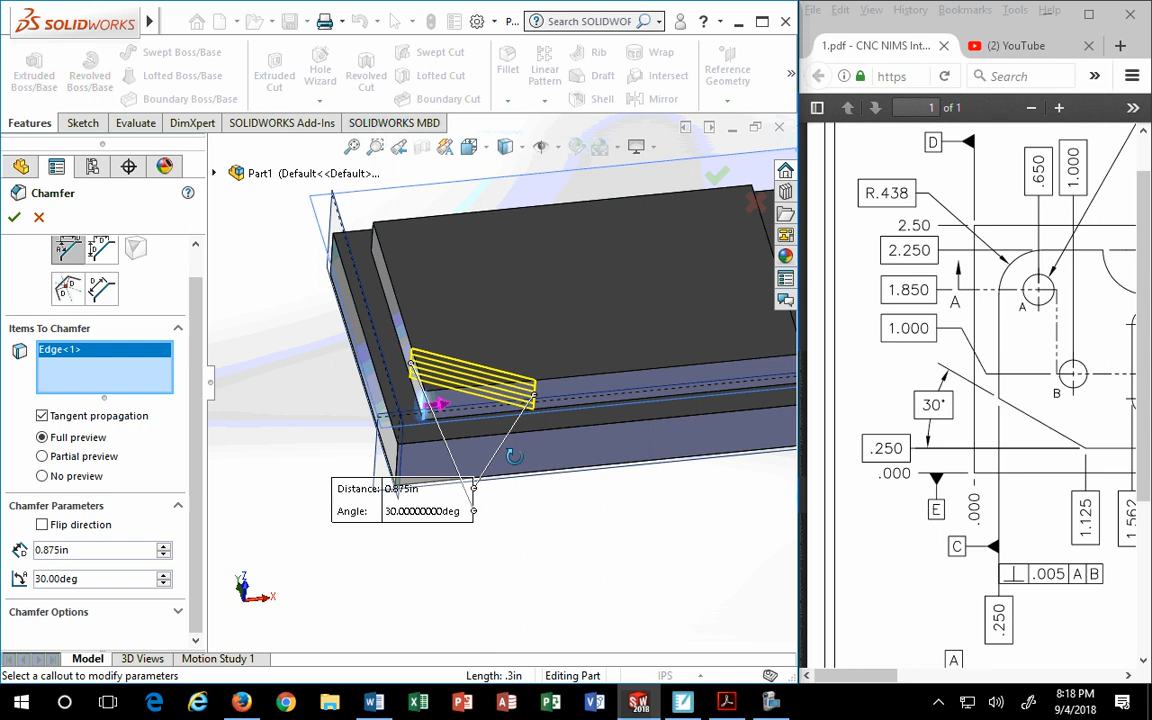 SOLIDWORKS
P...
Search SOLIDWOR
Extruded Boss/Base
Revolved Boss/Base
Swept Boss/Base
Lofted Boss/Base
Boundary Boss/Base
Extruded Cut
Hole Wizard
Revolved Cut
Swept Cut
Lofted Cut
Boundary Cut
Fillet
Linear Pattern
Rib
Draft
Shell
Wrap
Intersect
Mirror
Reference Geometry
Features
Sketch
Evaluate
DimXpert
SOLIDWORKS Add-Ins
SOLIDWORKS MBD
Part1 (Default<<Default>...
Chamfer
Items To Chamfer
Edge<1>
Tangent propagation
Full preview
Partial preview
No preview
Chamfer Parameters
Flip direction
0.875in
30.00deg
Chamfer Options
Distance: 0.875in
Angle: 30.00000000deg
Z
Y
X
Model
3D Views
Motion Study 1
Select a callout to modify parameters
Length: .3in
Editing Part
IPS
File Edit View History Bookmarks Tools Help
1.pdf - CNC NIMS Int...
(2) YouTube
https
Search
1 of 1
D
.650
1.000
R.438
2.50
2.250
1.850
A
A
1.000
B
30°
.250
.000
E
.000
1.125
1.562
C
.005 A B
.250
A
8:18 PM
9/4/2018